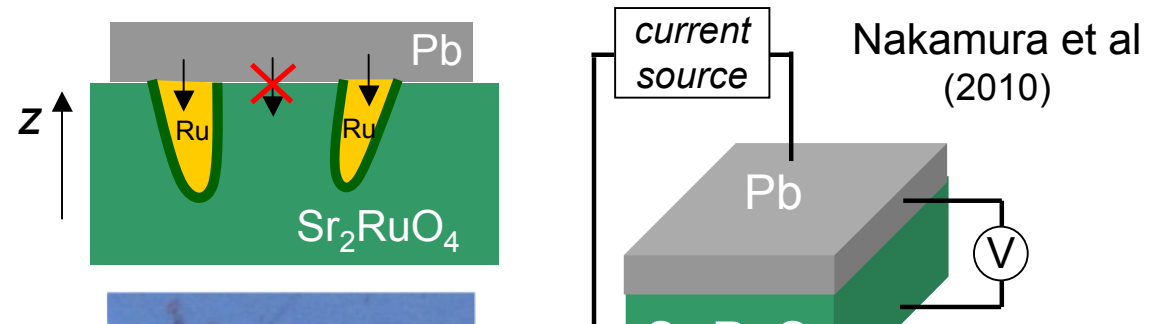 Pb
Z
Ru
Ru
Sr₂RuO₄
current
source
Nakamura et al
(2010)
Pb
V